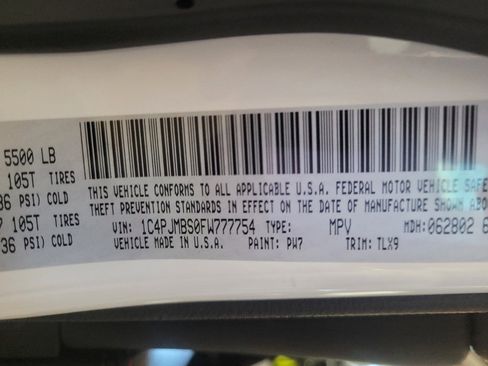 5500 LB
105T TIRES
36 PSI) COLD
105T TIRES
36 PSI) COLD
THIS VEHICLE CONFORMS TO ALL APPLICABLE U.S.A. FEDERAL MOTOR VEHICLE SAFE
THEFT PREVENTION STANDARDS IN EFFECT ON THE DATE OF MANUFACTURE SHOWN ABO
VIN: 1C4PJMBS0FW777754 TYPE: MPV MDH: 062802 6
VEHICLE MADE IN U.S.A. PAINT: PW7 TRIM: TLX9